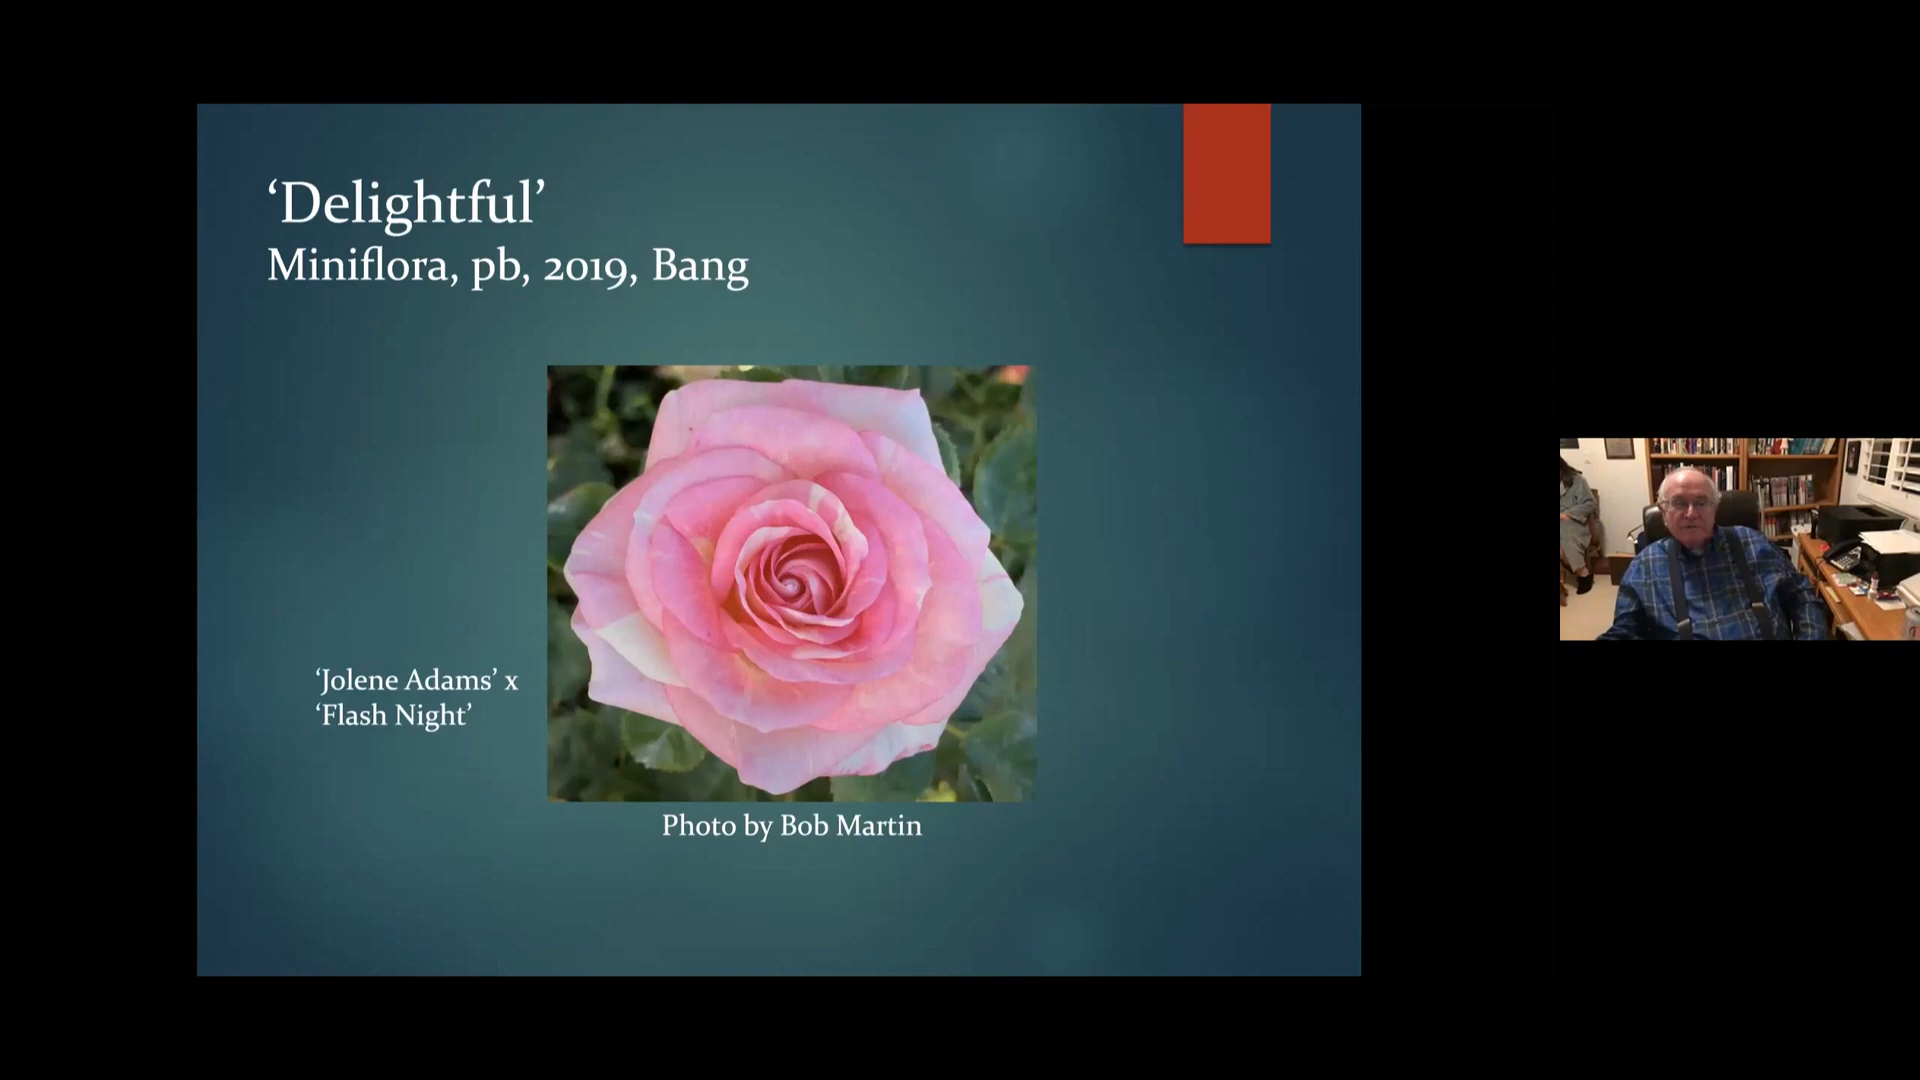 ‘Delightful’
Miniflora, pb, 2019, Bang
‘Jolene Adams’ x
‘Flash Night’
Photo by Bob Martin